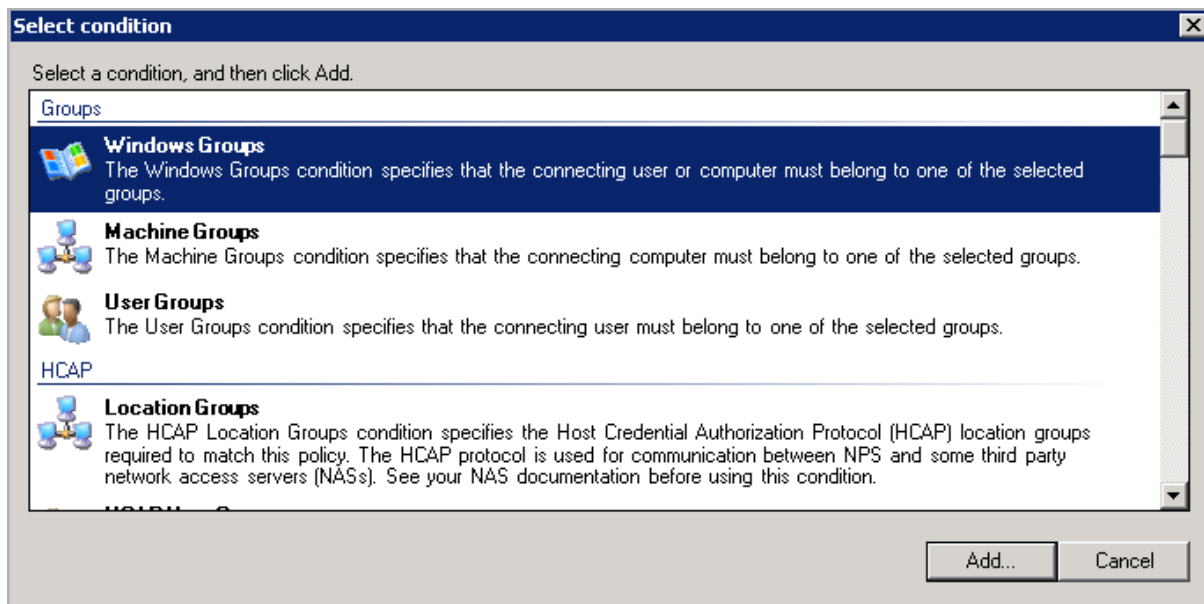 Select condition
Select a condition, and then click Add.
Groups
Windows Groups
The Windows Groups condition specifies that the connecting user or computer must belong to one of the selected
groups.
Machine Groups
The Machine Groups condition specifies that the connecting computer must belong to one of the selected groups.
User Groups
The User Groups condition specifies that the connecting user must belong to one of the selected groups.
HCAP
Location Groups
The HCAP Location Groups condition specifies the Host Credential Authorization Protocol (HCAP) location groups
required to match this policy. The HCAP protocol is used for communication between NPS and some third party
network access servers (NASs). See your NAS documentation before using this condition.
Add...
Cancel